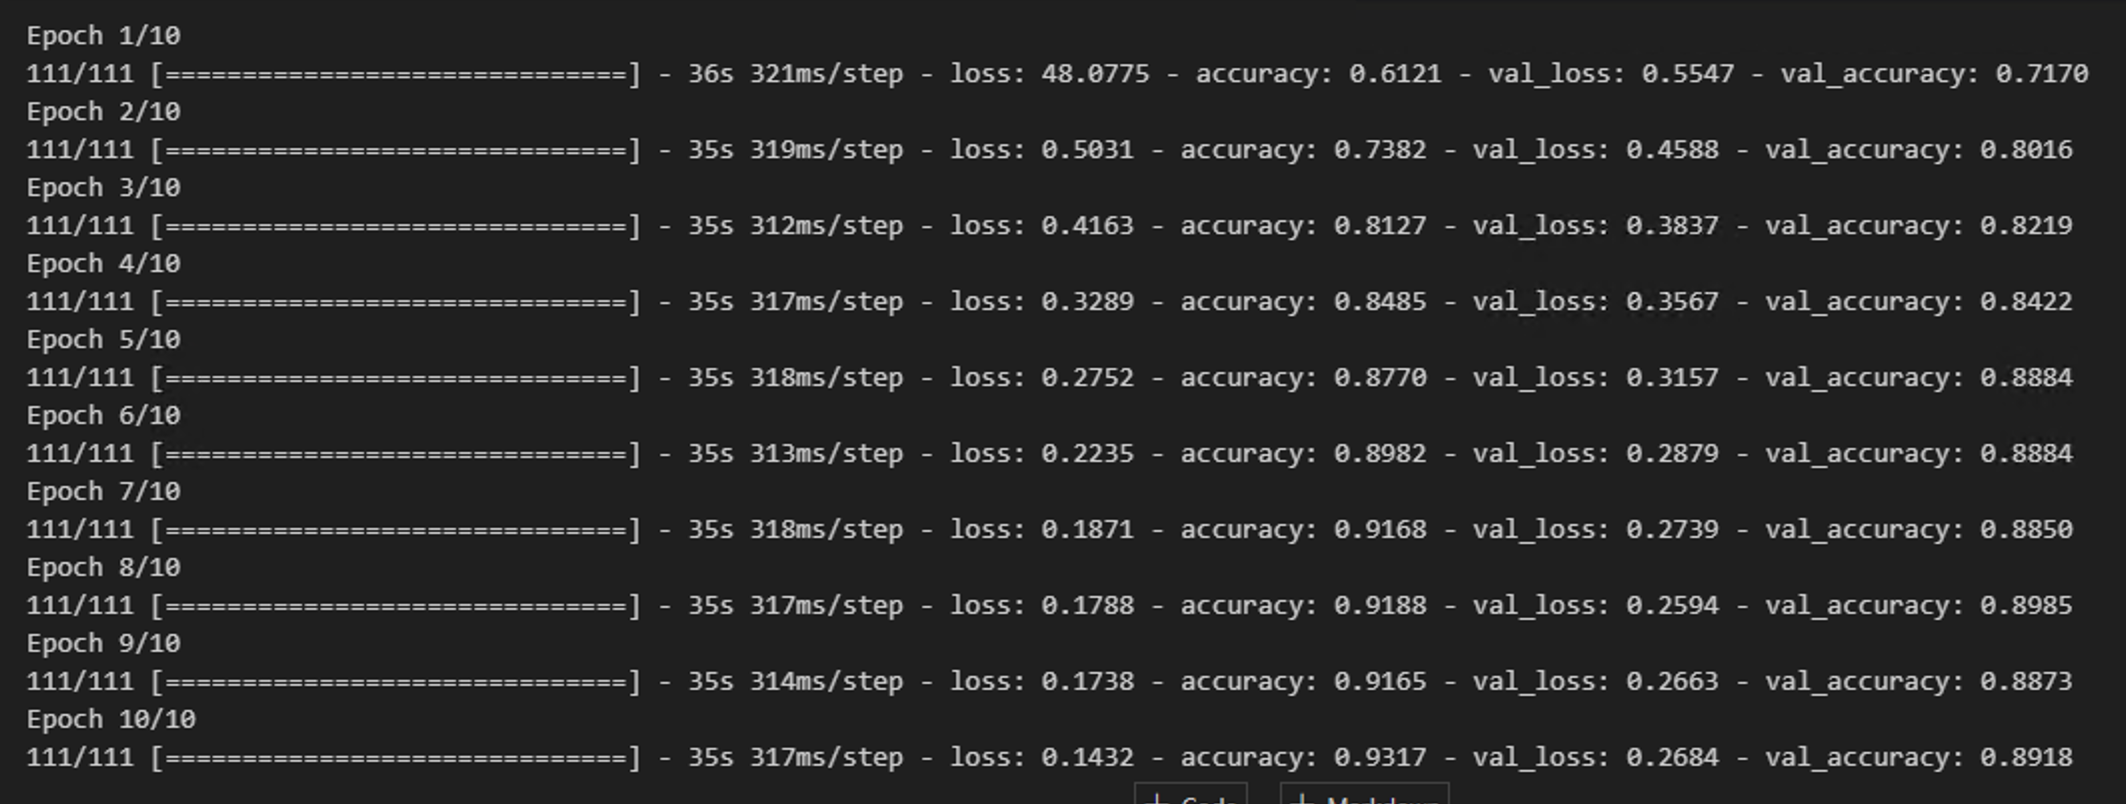 Epoch 1/10
111/111 [==============================] - 36s 321ms/step - loss: 48.0775 - accuracy: 0.6121 - val_loss: 0.5547 - val_accuracy: 0.7170
Epoch 2/10
111/111 [==============================] - 35s 319ms/step - loss: 0.5031 - accuracy: 0.7382 - val_loss: 0.4588 - val_accuracy: 0.8016
Epoch 3/10
111/111 [==============================] - 35s 312ms/step - loss: 0.4163 - accuracy: 0.8127 - val_loss: 0.3837 - val_accuracy: 0.8219
Epoch 4/10
111/111 [==============================] - 35s 317ms/step - loss: 0.3289 - accuracy: 0.8485 - val_loss: 0.3567 - val_accuracy: 0.8422
Epoch 5/10
111/111 [==============================] - 35s 318ms/step - loss: 0.2752 - accuracy: 0.8770 - val_loss: 0.3157 - val_accuracy: 0.8884
Epoch 6/10
111/111 [==============================] - 35s 313ms/step - loss: 0.2235 - accuracy: 0.8982 - val_loss: 0.2879 - val_accuracy: 0.8884
Epoch 7/10
111/111 [==============================] - 35s 318ms/step - loss: 0.1871 - accuracy: 0.9168 - val_loss: 0.2739 - val_accuracy: 0.8850
Epoch 8/10
111/111 [==============================] - 35s 317ms/step - loss: 0.1788 - accuracy: 0.9188 - val_loss: 0.2594 - val_accuracy: 0.8985
Epoch 9/10
111/111 [==============================] - 35s 314ms/step - loss: 0.1738 - accuracy: 0.9165 - val_loss: 0.2663 - val_accuracy: 0.8873
Epoch 10/10
111/111 [==============================] - 35s 317ms/step - loss: 0.1432 - accuracy: 0.9317 - val_loss: 0.2684 - val_accuracy: 0.8918